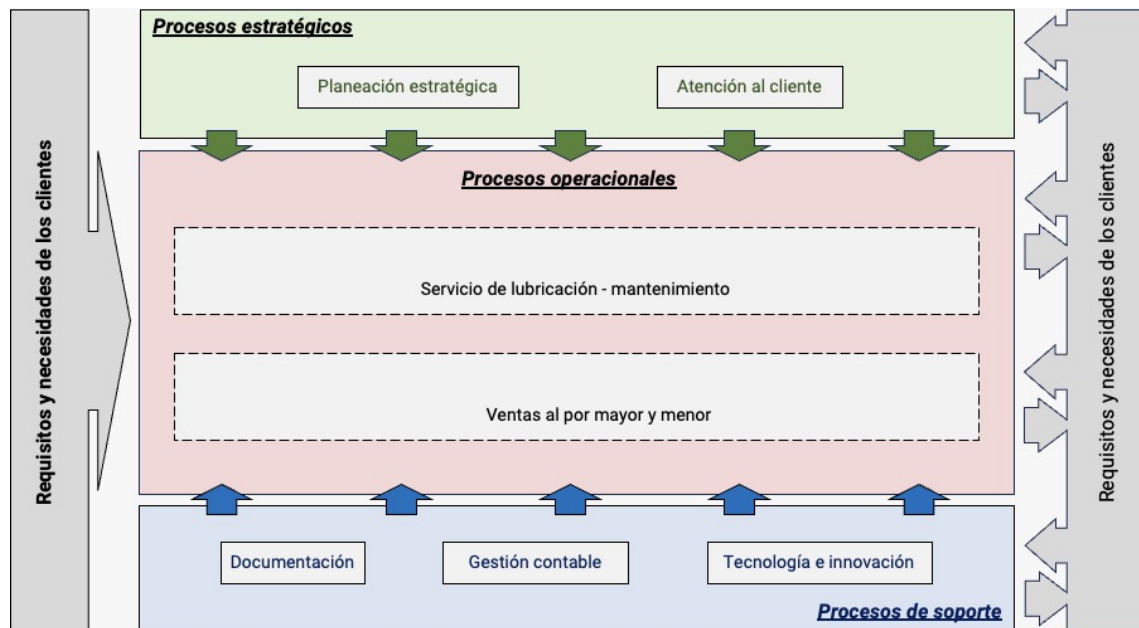 Requisitos y necesidades de los clientes
Procesos estratégicos
Planeación estratégica
Atención al cliente
Procesos operacionales
Servicio de lubricación - mantenimiento
Ventas al por mayor y menor
Documentación
Gestión contable
Tecnología e innovación
Procesos de soporte
Requisitos y necesidades de los clientes